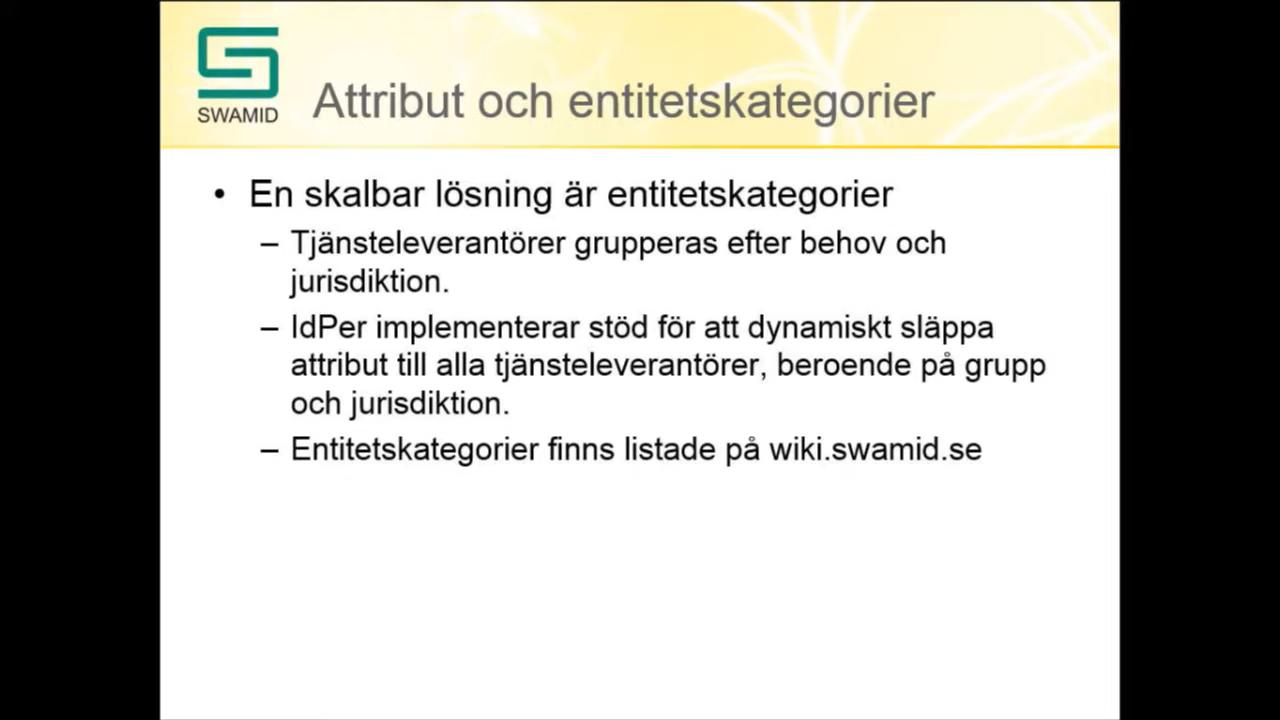 SWAMID
Attribut och entitetskategorier
• En skalbar lösning är entitetskategorier
– Tjänsteleverantörer grupperas efter behov och
jurisdiktion.
– IdPer implementerar stöd för att dynamiskt släppa
attribut till alla tjänsteleverantörer, beroende på grupp
och jurisdiktion.
– Entitetskategorier finns listade på wiki.swamid.se